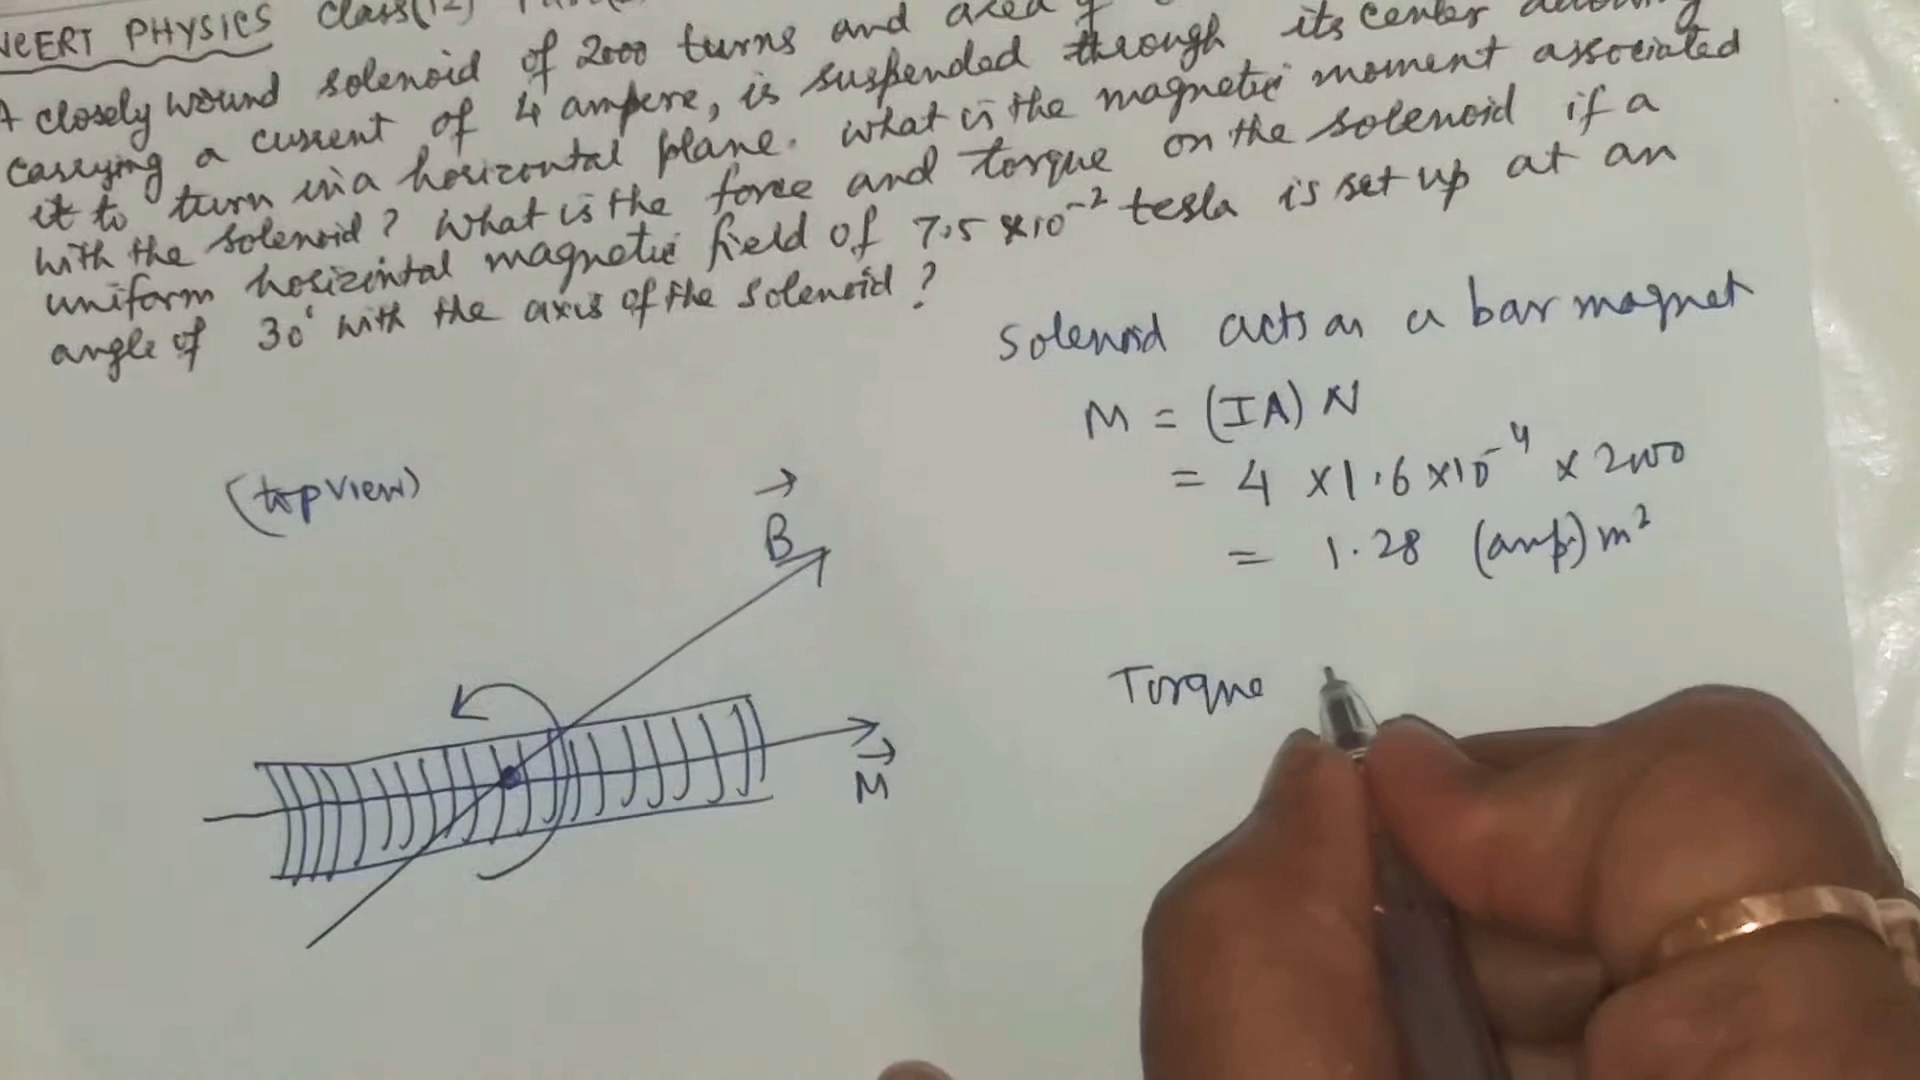 NCERT PHYSICS Class(12)
A closely wound solenoid of 2000 turns and area of
carrying a current of 4 ampere, is suspended through its center allowing
it to turn in a horizontal plane. What is the magnetic moment associated
with the solenoid? What is the force and torque on the solenoid if a
uniform horizintal magnetic field of 7.5 × 10⁻² tesla is set up at an
angle of 30° with the axis of the solenoid?
Solenoid acts as a bar magnet
M = (IA) N
= 4 × 1.6 × 10⁻⁴ × 2000
= 1.28 (amp.) m²
(top view)
B
Torque
M